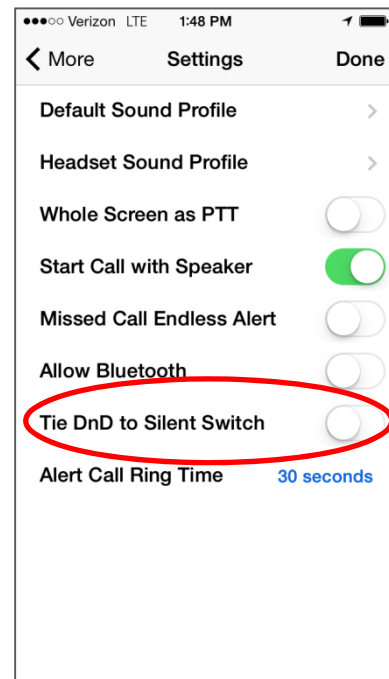 Verizon LTE 1:48 PM
More Settings Done
Default Sound Profile
Headset Sound Profile
Whole Screen as PTT
Start Call with Speaker
Missed Call Endless Alert
Allow Bluetooth
Tie DnD to Silent Switch
Alert Call Ring Time 30 seconds